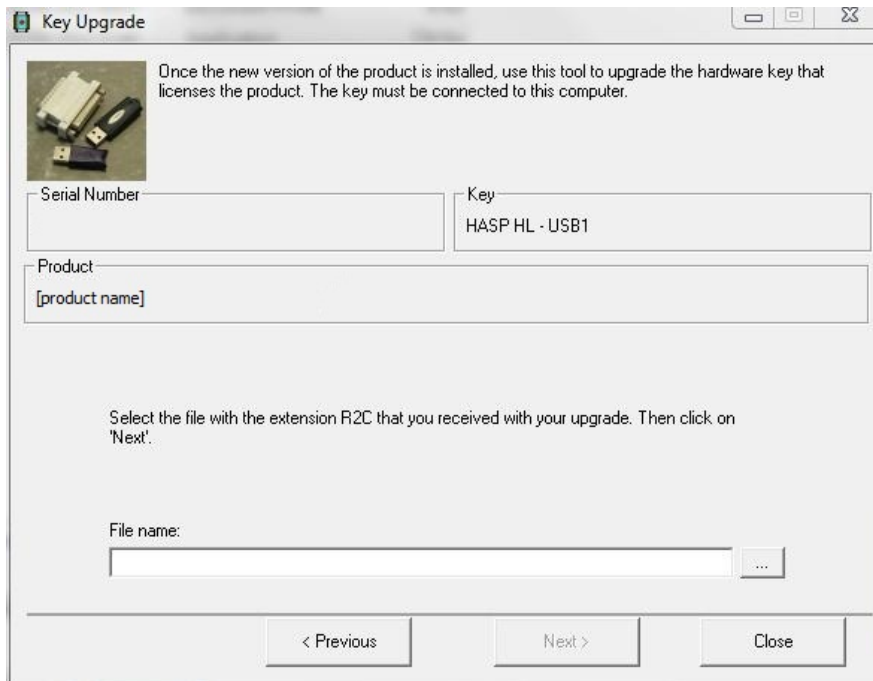 Key Upgrade
Once the new version of the product is installed, use this tool to upgrade the hardware key that
licenses the product. The key must be connected to this computer.
Serial Number
Key
HASP HL - USB1
Product
[product name]
Select the file with the extension R2C that you received with your upgrade. Then click on
'Next'.
File name:
...
< Previous
Next >
Close